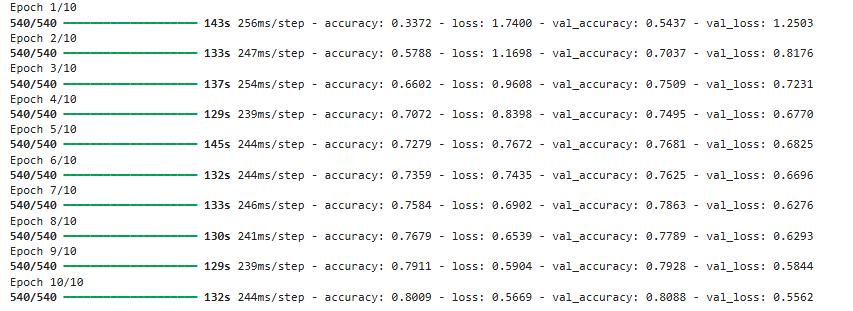 Epoch 1/10
540/540 ━━━━━━━━━━━━━━━━━━━━ 143s 256ms/step - accuracy: 0.3372 - loss: 1.7400 - val_accuracy: 0.5437 - val_loss: 1.2503
Epoch 2/10
540/540 ━━━━━━━━━━━━━━━━━━━━ 133s 247ms/step - accuracy: 0.5788 - loss: 1.1698 - val_accuracy: 0.7037 - val_loss: 0.8176
Epoch 3/10
540/540 ━━━━━━━━━━━━━━━━━━━━ 137s 254ms/step - accuracy: 0.6602 - loss: 0.9608 - val_accuracy: 0.7509 - val_loss: 0.7231
Epoch 4/10
540/540 ━━━━━━━━━━━━━━━━━━━━ 129s 239ms/step - accuracy: 0.7072 - loss: 0.8398 - val_accuracy: 0.7495 - val_loss: 0.6770
Epoch 5/10
540/540 ━━━━━━━━━━━━━━━━━━━━ 145s 244ms/step - accuracy: 0.7279 - loss: 0.7672 - val_accuracy: 0.7681 - val_loss: 0.6825
Epoch 6/10
540/540 ━━━━━━━━━━━━━━━━━━━━ 132s 244ms/step - accuracy: 0.7359 - loss: 0.7435 - val_accuracy: 0.7625 - val_loss: 0.6696
Epoch 7/10
540/540 ━━━━━━━━━━━━━━━━━━━━ 133s 246ms/step - accuracy: 0.7584 - loss: 0.6902 - val_accuracy: 0.7863 - val_loss: 0.6276
Epoch 8/10
540/540 ━━━━━━━━━━━━━━━━━━━━ 130s 241ms/step - accuracy: 0.7679 - loss: 0.6539 - val_accuracy: 0.7789 - val_loss: 0.6293
Epoch 9/10
540/540 ━━━━━━━━━━━━━━━━━━━━ 129s 239ms/step - accuracy: 0.7911 - loss: 0.5904 - val_accuracy: 0.7928 - val_loss: 0.5844
Epoch 10/10
540/540 ━━━━━━━━━━━━━━━━━━━━ 132s 244ms/step - accuracy: 0.8009 - loss: 0.5669 - val_accuracy: 0.8088 - val_loss: 0.5562